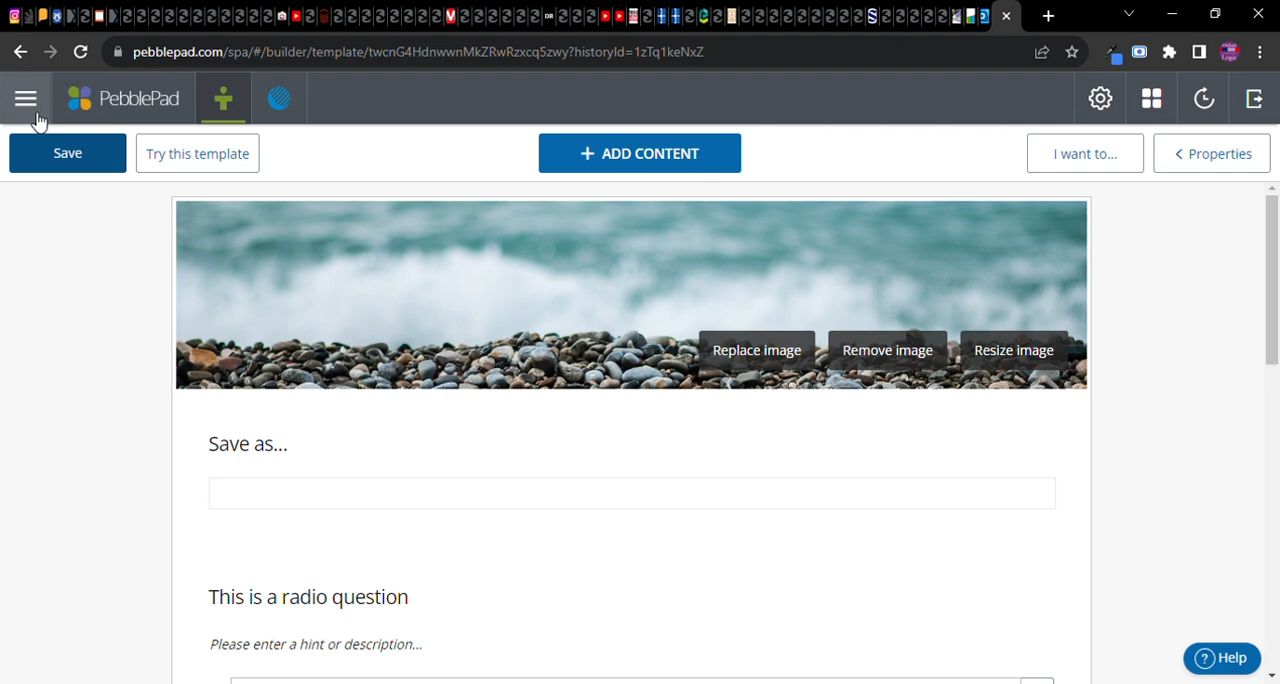 pebblepad.com/spa/#/builder/template/twcnG4HdnwwnMkZRwRzxcq5zwy?historyId=1zTq1keNxZ
PebblePad
Save
Try this template
+ ADD CONTENT
I want to...
< Properties
Replace image
Remove image
Resize image
Save as...
This is a radio question
Please enter a hint or description...
? Help